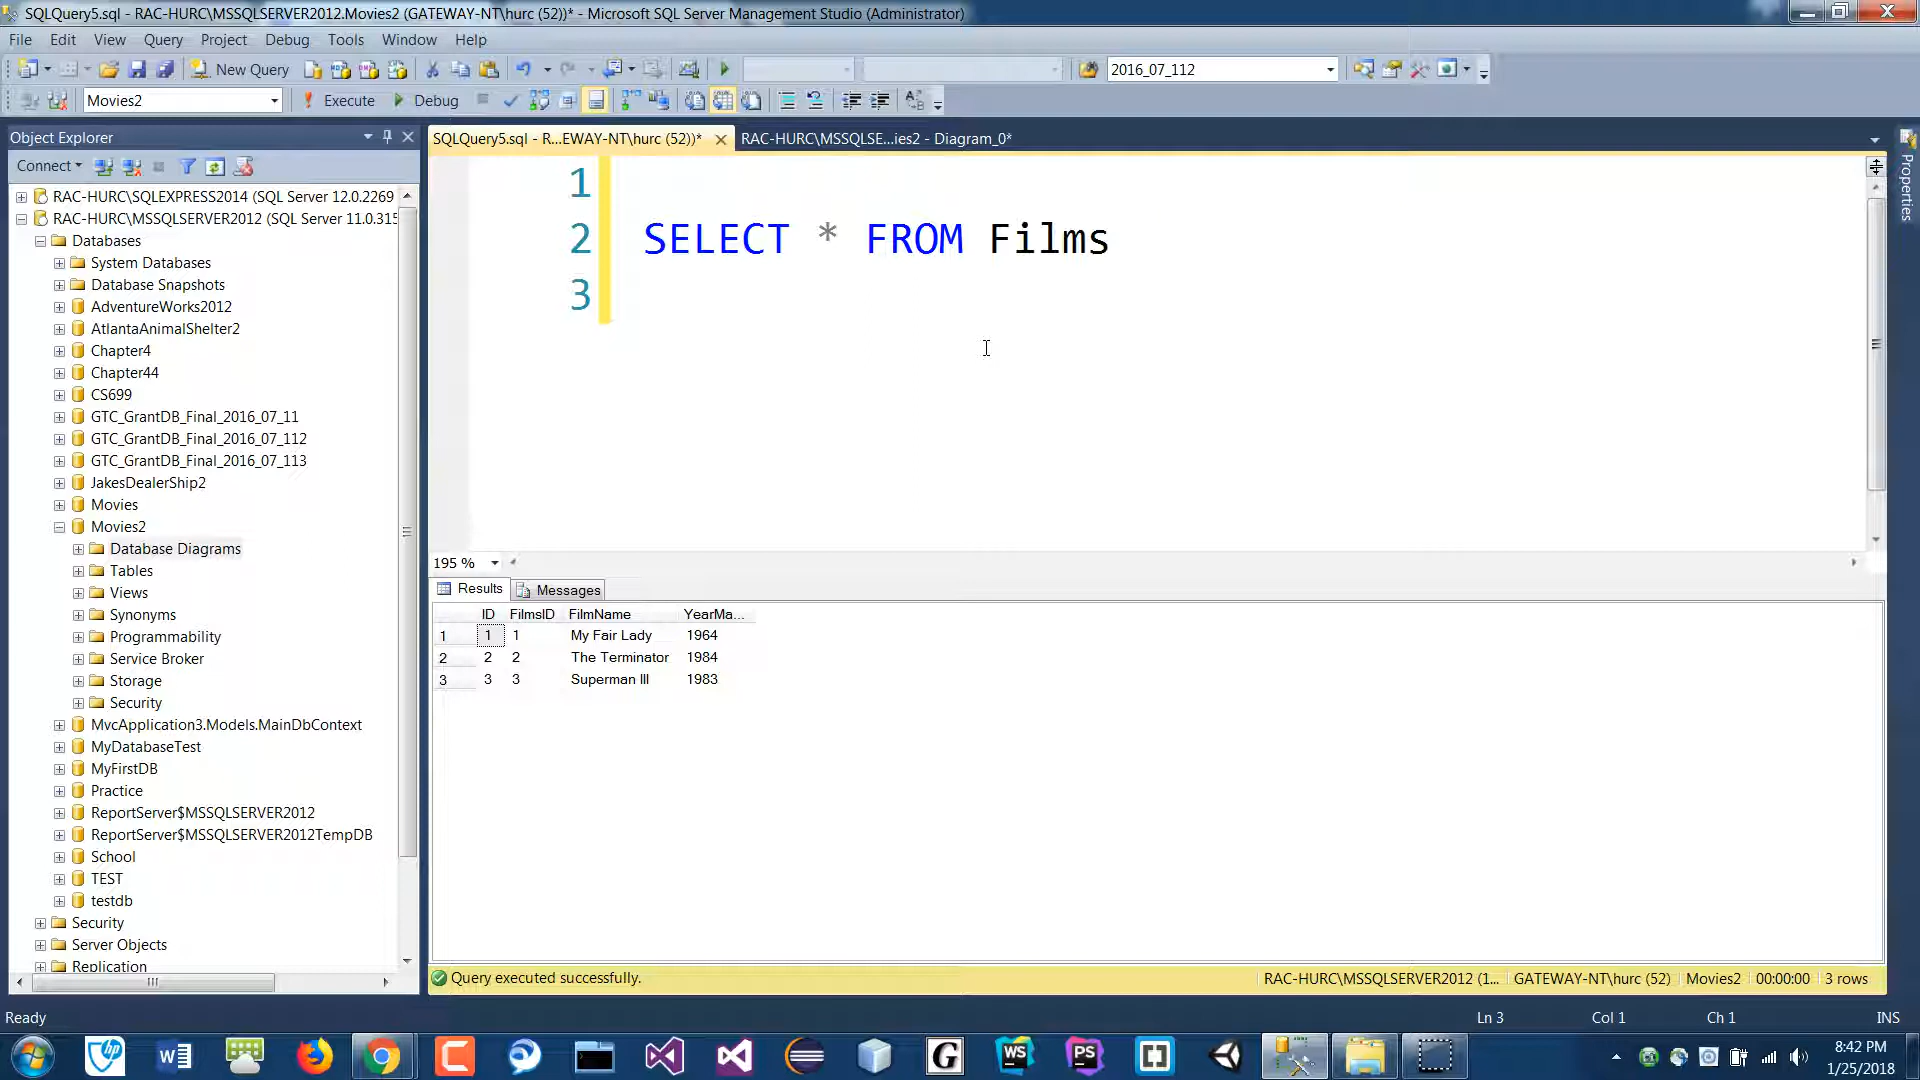 SQLQuery5.sql - RAC-HURC\MSSQLSERVER2012.Movies2 (GATEWAY-NT\hurc (52))* - Microsoft SQL Server Management Studio (Administrator)
File Edit View Query Project Debug Tools Window Help
New Query 2016_07_112
Movies2 Execute Debug
Object Explorer
SQLQuery5.sql - R...EWAY-NT\hurc (52))* RAC-HURC\MSSQLSE...ies2 - Diagram_0*
Properties
Connect
RAC-HURC\SQLEXPRESS2014 (SQL Server 12.0.2269
RAC-HURC\MSSQLSERVER2012 (SQL Server 11.0.315
Databases
System Databases
Database Snapshots
AdventureWorks2012
AtlantaAnimalShelter2
Chapter4
Chapter44
CS699
GTC_GrantDB_Final_2016_07_11
GTC_GrantDB_Final_2016_07_112
GTC_GrantDB_Final_2016_07_113
JakesDealerShip2
Movies
Movies2
Database Diagrams
Tables
Views
Synonyms
Programmability
Service Broker
Storage
Security
MvcApplication3.Models.MainDbContext
MyDatabaseTest
MyFirstDB
Practice
ReportServer$MSSQLSERVER2012
ReportServer$MSSQLSERVER2012TempDB
School
TEST
testdb
Security
Server Objects
Replication
1
2 SELECT * FROM Films
3
195 %
Results Messages
ID FilmsID FilmName YearMa...
1 1 1 My Fair Lady 1964
2 2 2 The Terminator 1984
3 3 3 Superman III 1983
Query executed successfully. RAC-HURC\MSSQLSERVER2012 (1... GATEWAY-NT\hurc (52) Movies2 00:00:00 3 rows
Ready Ln 3 Col 1 Ch 1 INS
hp W G WS PS
8:42 PM
1/25/2018